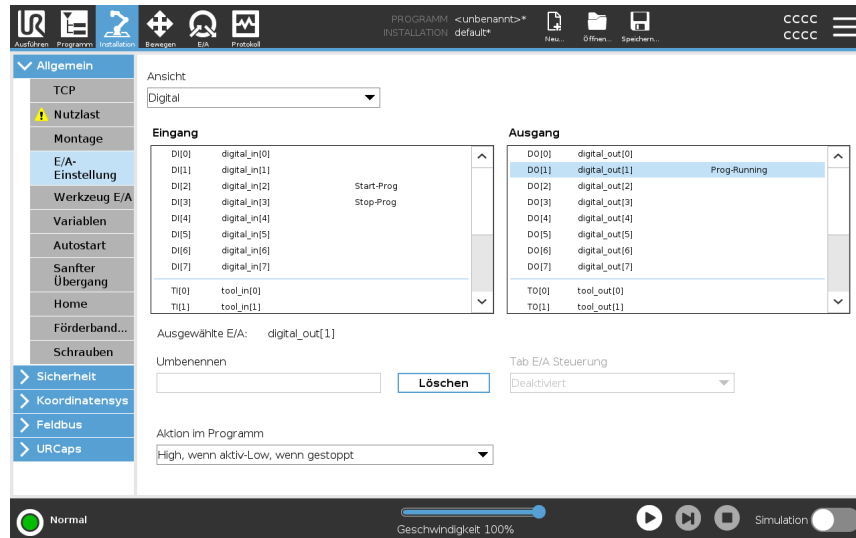 PROGRAMM <unbenannt>*
INSTALLATION default*
Ausführen Programm Installation Bewegen E/A Protokoll Neu... Öffnen... Speichern...
CCCC
CCCC
Allgemein
TCP
Nutzlast
Montage
E/A-
Einstellung
Werkzeug E/A
Variablen
Autostart
Sanfter
Übergang
Home
Förderband...
Schrauben
Sicherheit
Koordinatensys
Feldbus
URCaps
Ansicht
Digital
Eingang
DI[0] digital_in[0]
DI[1] digital_in[1]
DI[2] digital_in[2] Start-Prog
DI[3] digital_in[3] Stop-Prog
DI[4] digital_in[4]
DI[5] digital_in[5]
DI[6] digital_in[6]
DI[7] digital_in[7]
TI[0] tool_in[0]
TI[1] tool_in[1]
Ausgang
DO[0] digital_out[0]
DO[1] digital_out[1] Prog-Running
DO[2] digital_out[2]
DO[3] digital_out[3]
DO[4] digital_out[4]
DO[5] digital_out[5]
DO[6] digital_out[6]
DO[7] digital_out[7]
TO[0] tool_out[0]
TO[1] tool_out[1]
Ausgewählte E/A: digital_out[1]
Umbenennen
Löschen
Tab E/A Steuerung
Deaktiviert
Aktion im Programm
High, wenn aktiv-Low, wenn gestoppt
Normal
Geschwindigkeit 100%
Simulation